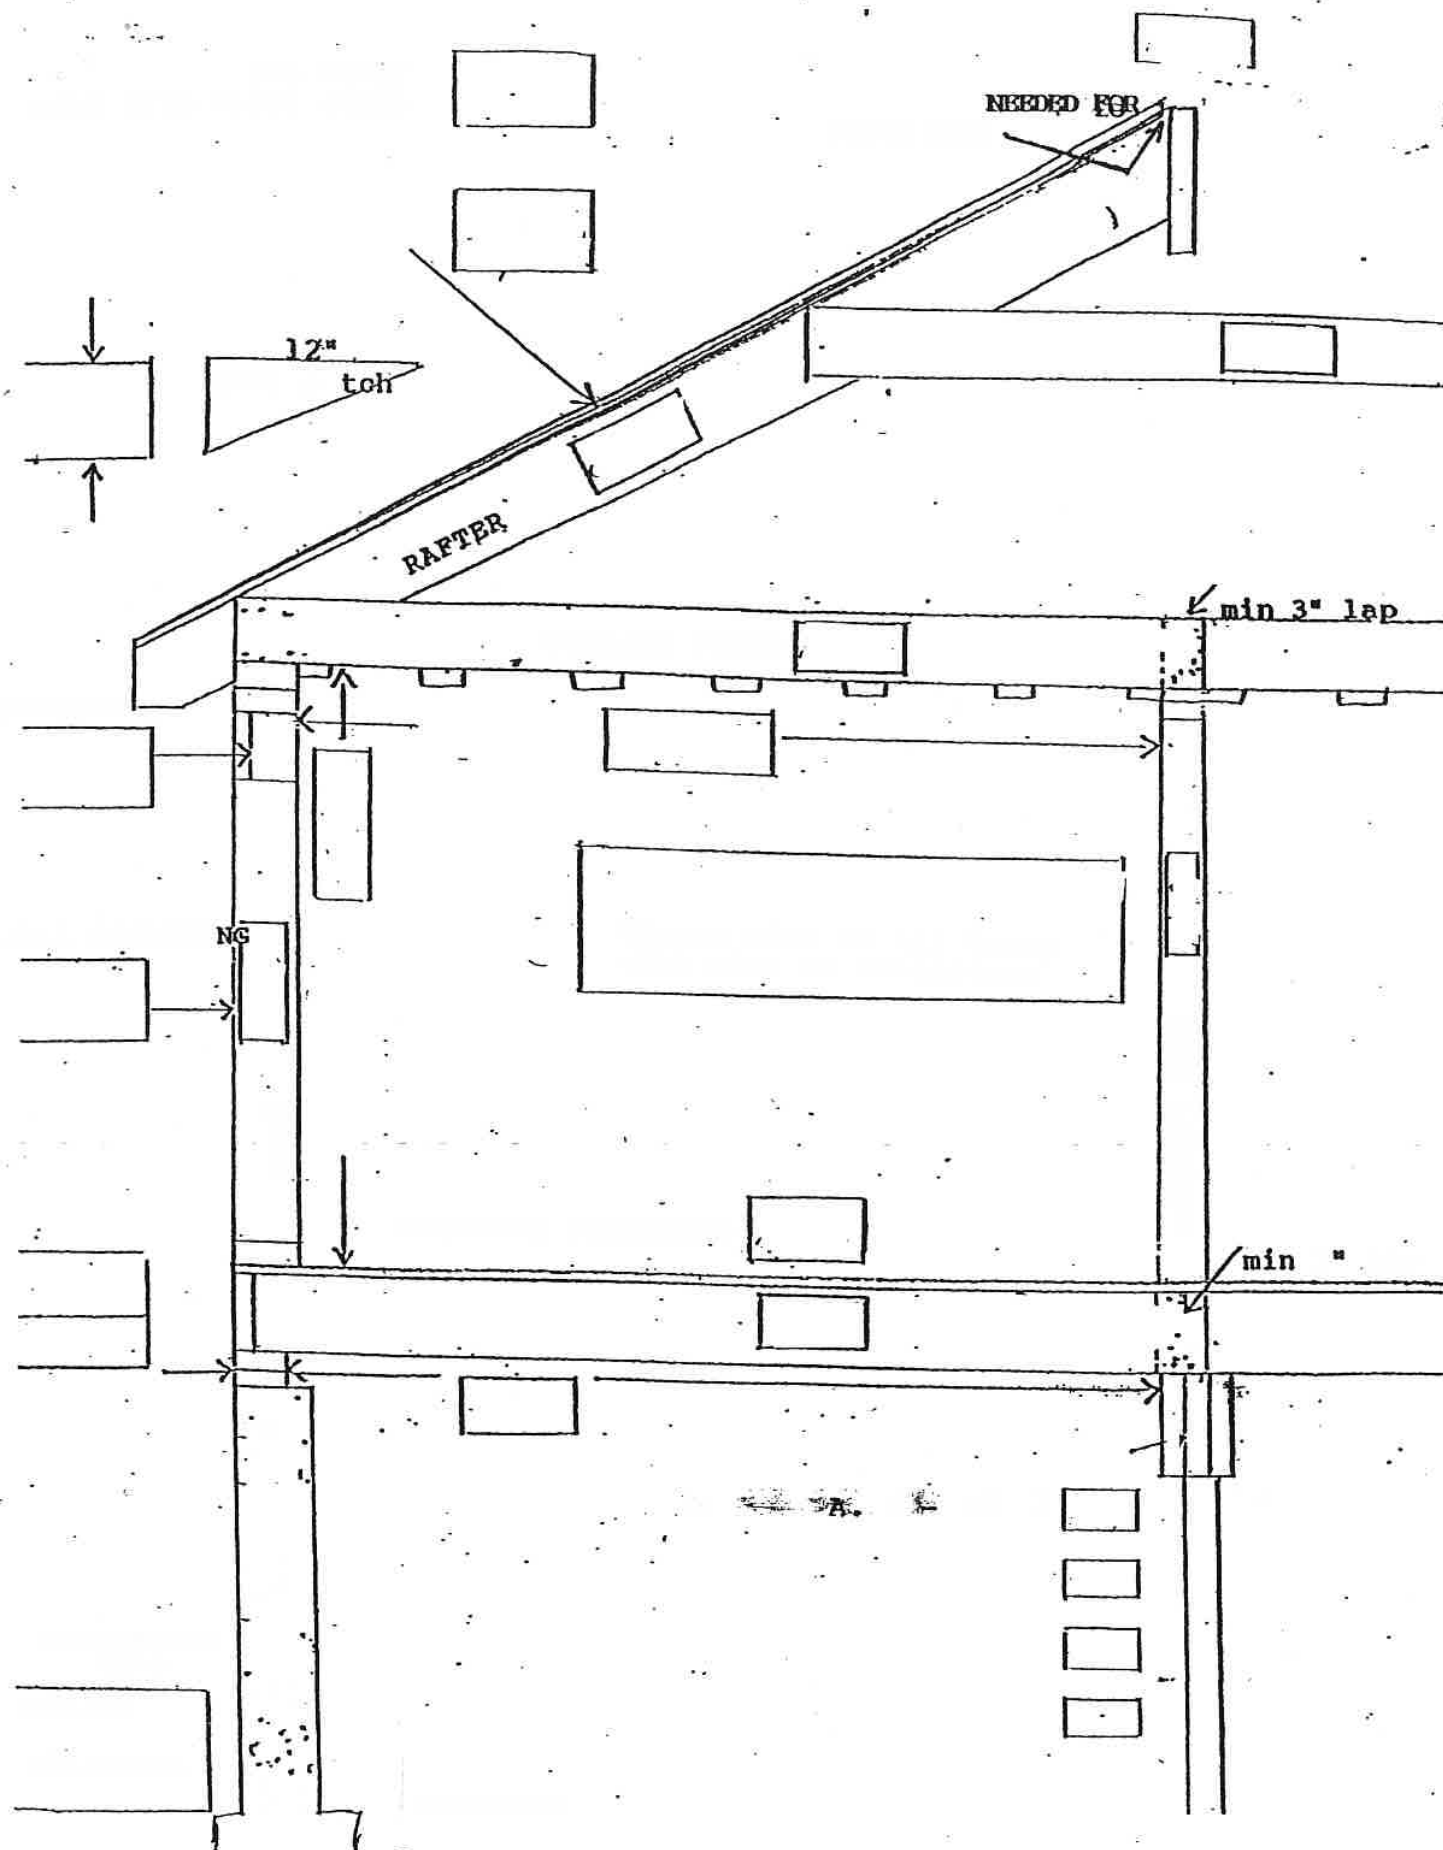 NEEDED FOR
12"
tch
RAFTER
min 3" lap
NG
min "
A.